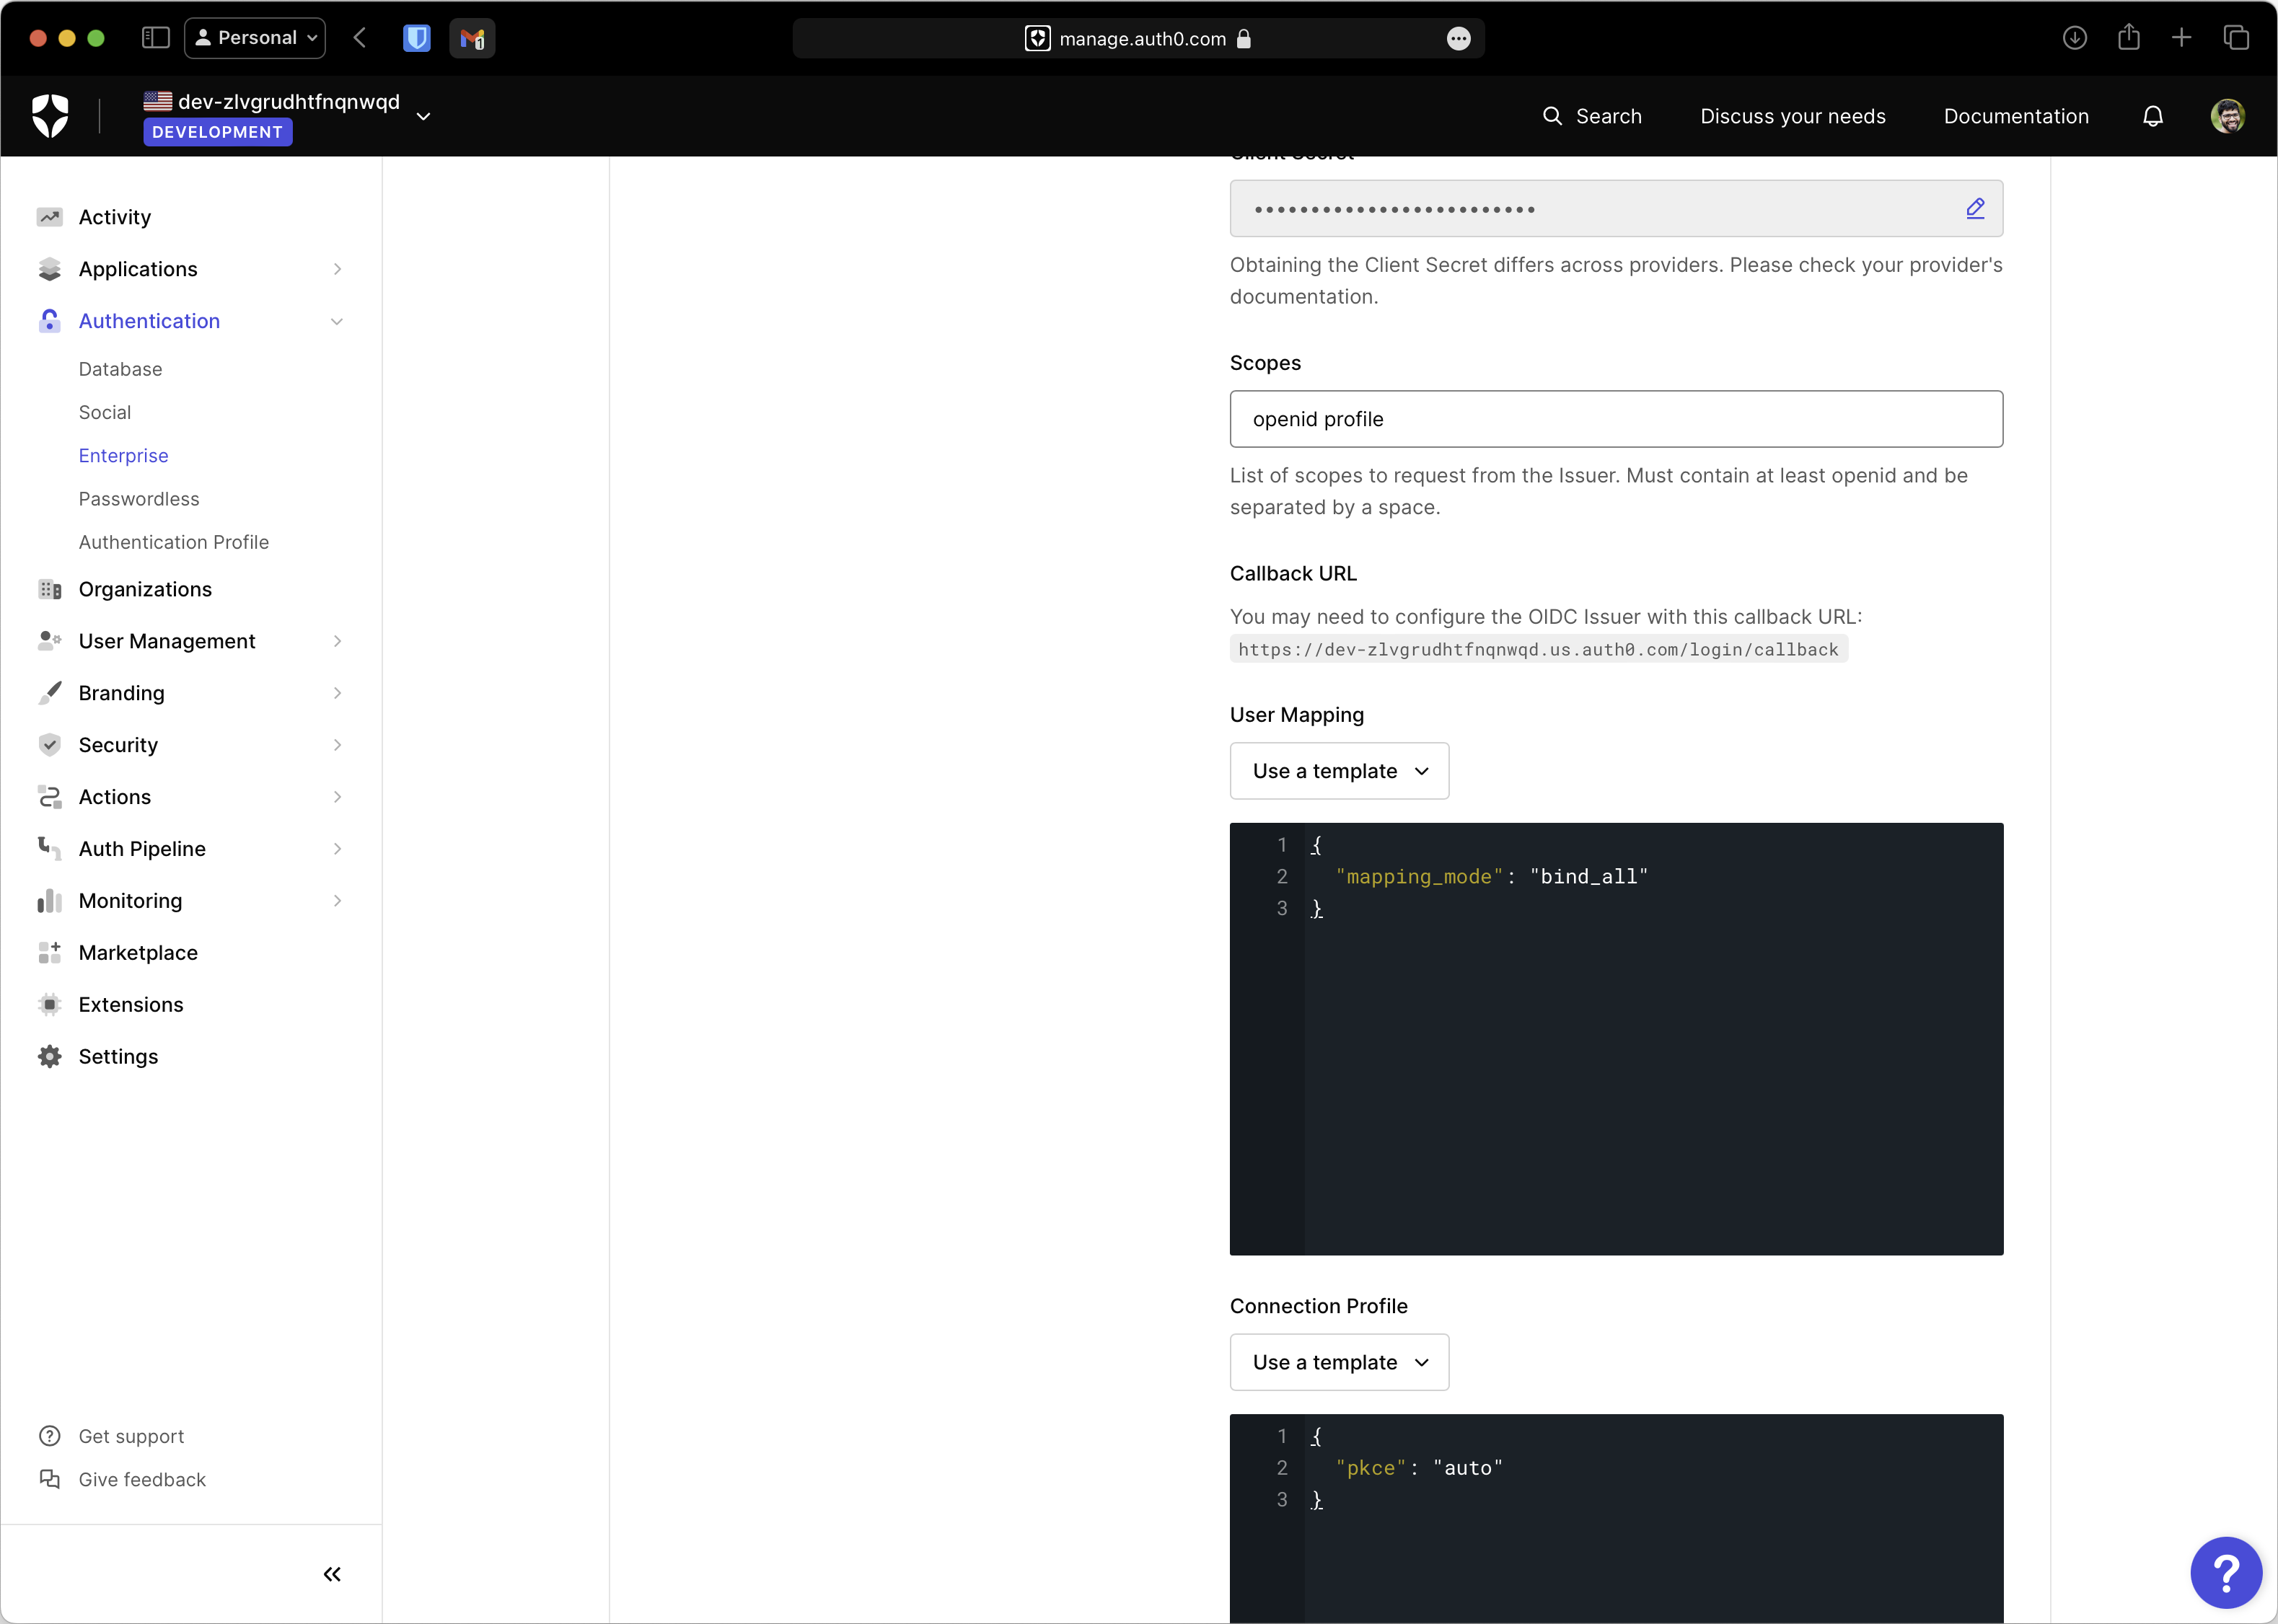 Personal
1
manage.auth0.com
dev-zlvgrudhtfnqnwqd
DEVELOPMENT
Search
Discuss your needs
Documentation
Activity
Applications
Authentication
Database
Social
Enterprise
Passwordless
Authentication Profile
Organizations
User Management
Branding
Security
Actions
Auth Pipeline
Monitoring
Marketplace
Extensions
Settings
Get support
Give feedback
Client Secret
••••••••••••••••••••••••
Obtaining the Client Secret differs across providers. Please check your provider's
documentation.
Scopes
openid profile
List of scopes to request from the Issuer. Must contain at least openid and be
separated by a space.
Callback URL
You may need to configure the OIDC Issuer with this callback URL:
https://dev-zlvgrudhtfnqnwqd.us.auth0.com/login/callback
User Mapping
Use a template
1 {
2 "mapping_mode": "bind_all"
3 }
Connection Profile
Use a template
1 {
2 "pkce": "auto"
3 }
?